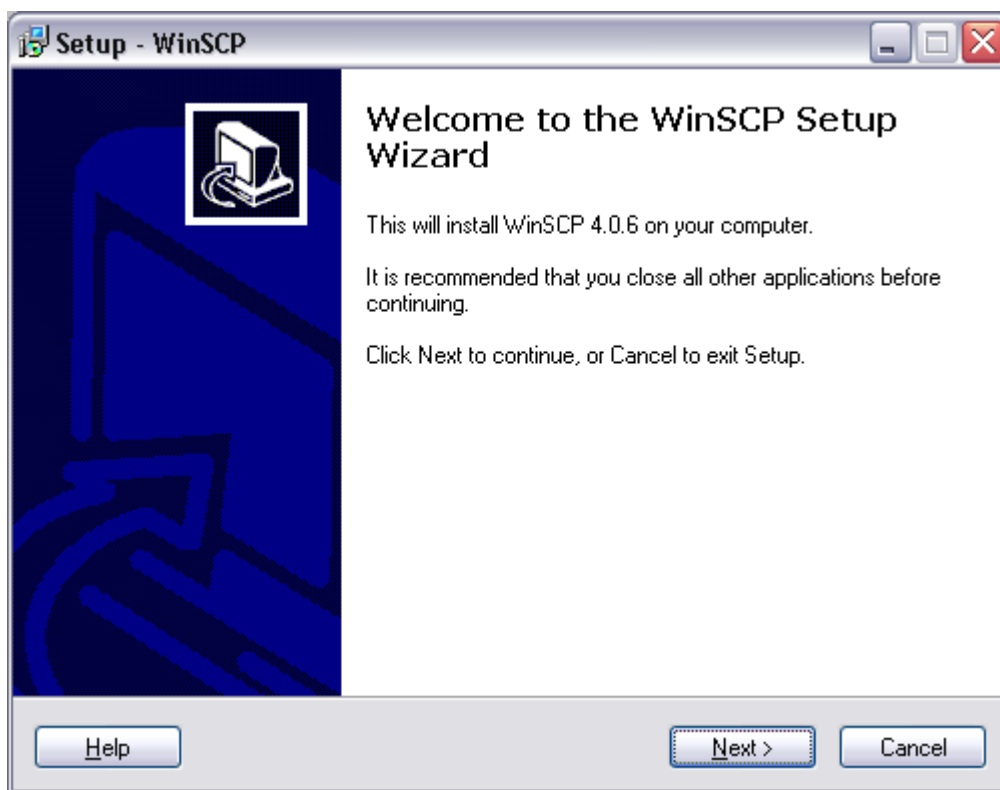 Setup - WinSCP
Welcome to the WinSCP Setup
Wizard
This will install WinSCP 4.0.6 on your computer.
It is recommended that you close all other applications before
continuing.
Click Next to continue, or Cancel to exit Setup.
Help
Next >
Cancel